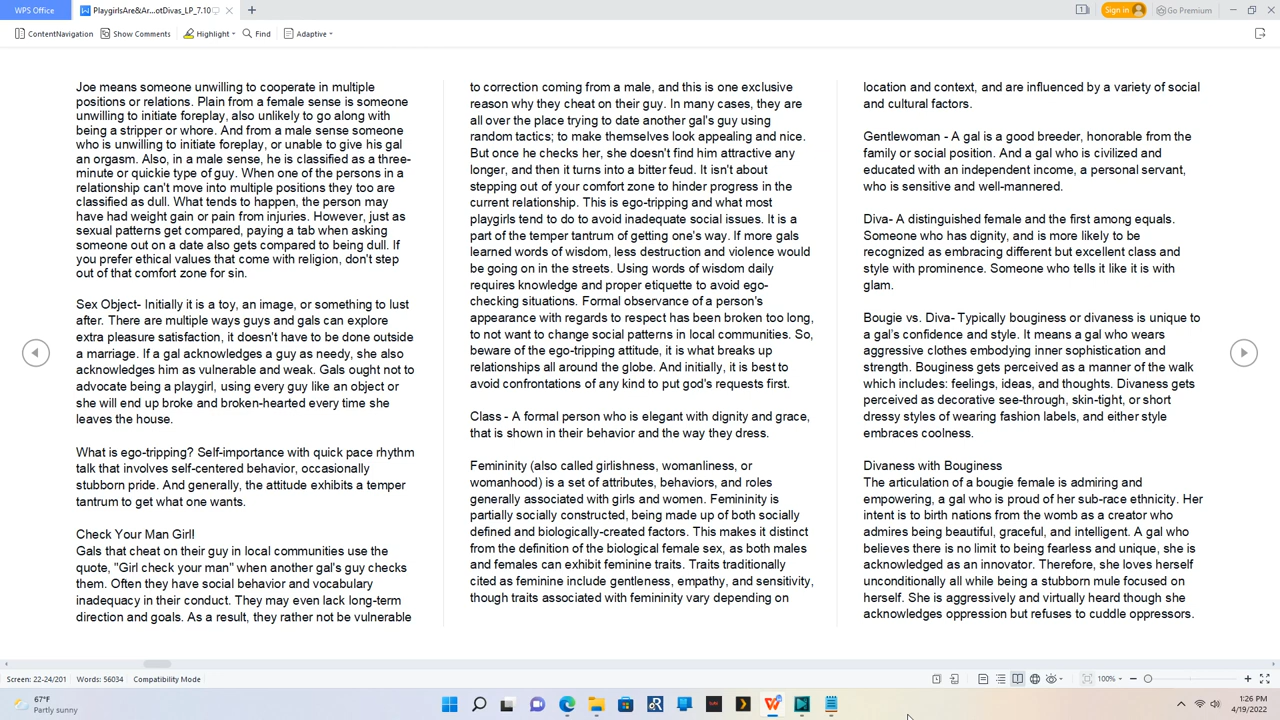 WPS Office
PlaygirlsAre&Ar...otDivas_LP_7.10
Sign in
Go Premium
ContentNavigation
Show Comments
Highlight
Find
Adaptive
Joe means someone unwilling to cooperate in multiple
positions or relations. Plain from a female sense is someone
unwilling to initiate foreplay, also unlikely to go along with
being a stripper or whore. And from a male sense someone
who is unwilling to initiate foreplay, or unable to give his gal
an orgasm. Also, in a male sense, he is classified as a three-
minute or quickie type of guy. When one of the persons in a
relationship can't move into multiple positions they too are
classified as dull. What tends to happen, the person may
have had weight gain or pain from injuries. However, just as
sexual patterns get compared, paying a tab when asking
someone out on a date also gets compared to being dull. If
you prefer ethical values that come with religion, don't step
out of that comfort zone for sin.
Sex Object- Initially it is a toy, an image, or something to lust
after. There are multiple ways guys and gals can explore
extra pleasure satisfaction, it doesn't have to be done outside
a marriage. If a gal acknowledges a guy as needy, she also
acknowledges him as vulnerable and weak. Gals ought not to
advocate being a playgirl, using every guy like an object or
she will end up broke and broken-hearted every time she
leaves the house.
What is ego-tripping? Self-importance with quick pace rhythm
talk that involves self-centered behavior, occasionally
stubborn pride. And generally, the attitude exhibits a temper
tantrum to get what one wants.
Check Your Man Girl!
Gals that cheat on their guy in local communities use the
quote, "Girl check your man" when another gal's guy checks
them. Often they have social behavior and vocabulary
inadequacy in their conduct. They may even lack long-term
direction and goals. As a result, they rather not be vulnerable
to correction coming from a male, and this is one exclusive
reason why they cheat on their guy. In many cases, they are
all over the place trying to date another gal's guy using
random tactics; to make themselves look appealing and nice.
But once he checks her, she doesn't find him attractive any
longer, and then it turns into a bitter feud. It isn't about
stepping out of your comfort zone to hinder progress in the
current relationship. This is ego-tripping and what most
playgirls tend to do to avoid inadequate social issues. It is a
part of the temper tantrum of getting one's way. If more gals
learned words of wisdom, less destruction and violence would
be going on in the streets. Using words of wisdom daily
requires knowledge and proper etiquette to avoid ego-
checking situations. Formal observance of a person's
appearance with regards to respect has been broken too long,
to not want to change social patterns in local communities. So,
beware of the ego-tripping attitude, it is what breaks up
relationships all around the globe. And initially, it is best to
avoid confrontations of any kind to put god's requests first.
Class - A formal person who is elegant with dignity and grace,
that is shown in their behavior and the way they dress.
Femininity (also called girlishness, womanliness, or
womanhood) is a set of attributes, behaviors, and roles
generally associated with girls and women. Femininity is
partially socially constructed, being made up of both socially
defined and biologically-created factors. This makes it distinct
from the definition of the biological female sex, as both males
and females can exhibit feminine traits. Traits traditionally
cited as feminine include gentleness, empathy, and sensitivity,
though traits associated with femininity vary depending on
location and context, and are influenced by a variety of social
and cultural factors.
Gentlewoman - A gal is a good breeder, honorable from the
family or social position. And a gal who is civilized and
educated with an independent income, a personal servant,
who is sensitive and well-mannered.
Diva- A distinguished female and the first among equals.
Someone who has dignity, and is more likely to be
recognized as embracing different but excellent class and
style with prominence. Someone who tells it like it is with
glam.
Bougie vs. Diva- Typically bouginess or divaness is unique to
a gal's confidence and style. It means a gal who wears
aggressive clothes embodying inner sophistication and
strength. Bouginess gets perceived as a manner of the walk
which includes: feelings, ideas, and thoughts. Divaness gets
perceived as decorative see-through, skin-tight, or short
dressy styles of wearing fashion labels, and either style
embraces coolness.
Divaness with Bouginess
The articulation of a bougie female is admiring and
empowering, a gal who is proud of her sub-race ethnicity. Her
intent is to birth nations from the womb as a creator who
admires being beautiful, graceful, and intelligent. A gal who
believes there is no limit to being fearless and unique, she is
acknowledged as an innovator. Therefore, she loves herself
unconditionally all while being a stubborn mule focused on
herself. She is aggressively and virtually heard though she
acknowledges oppression but refuses to cuddle oppressors.
Screen: 22-24/201
Words: 56034
Compatibility Mode
100%
67°F
Partly sunny
1:26 PM
4/19/2022